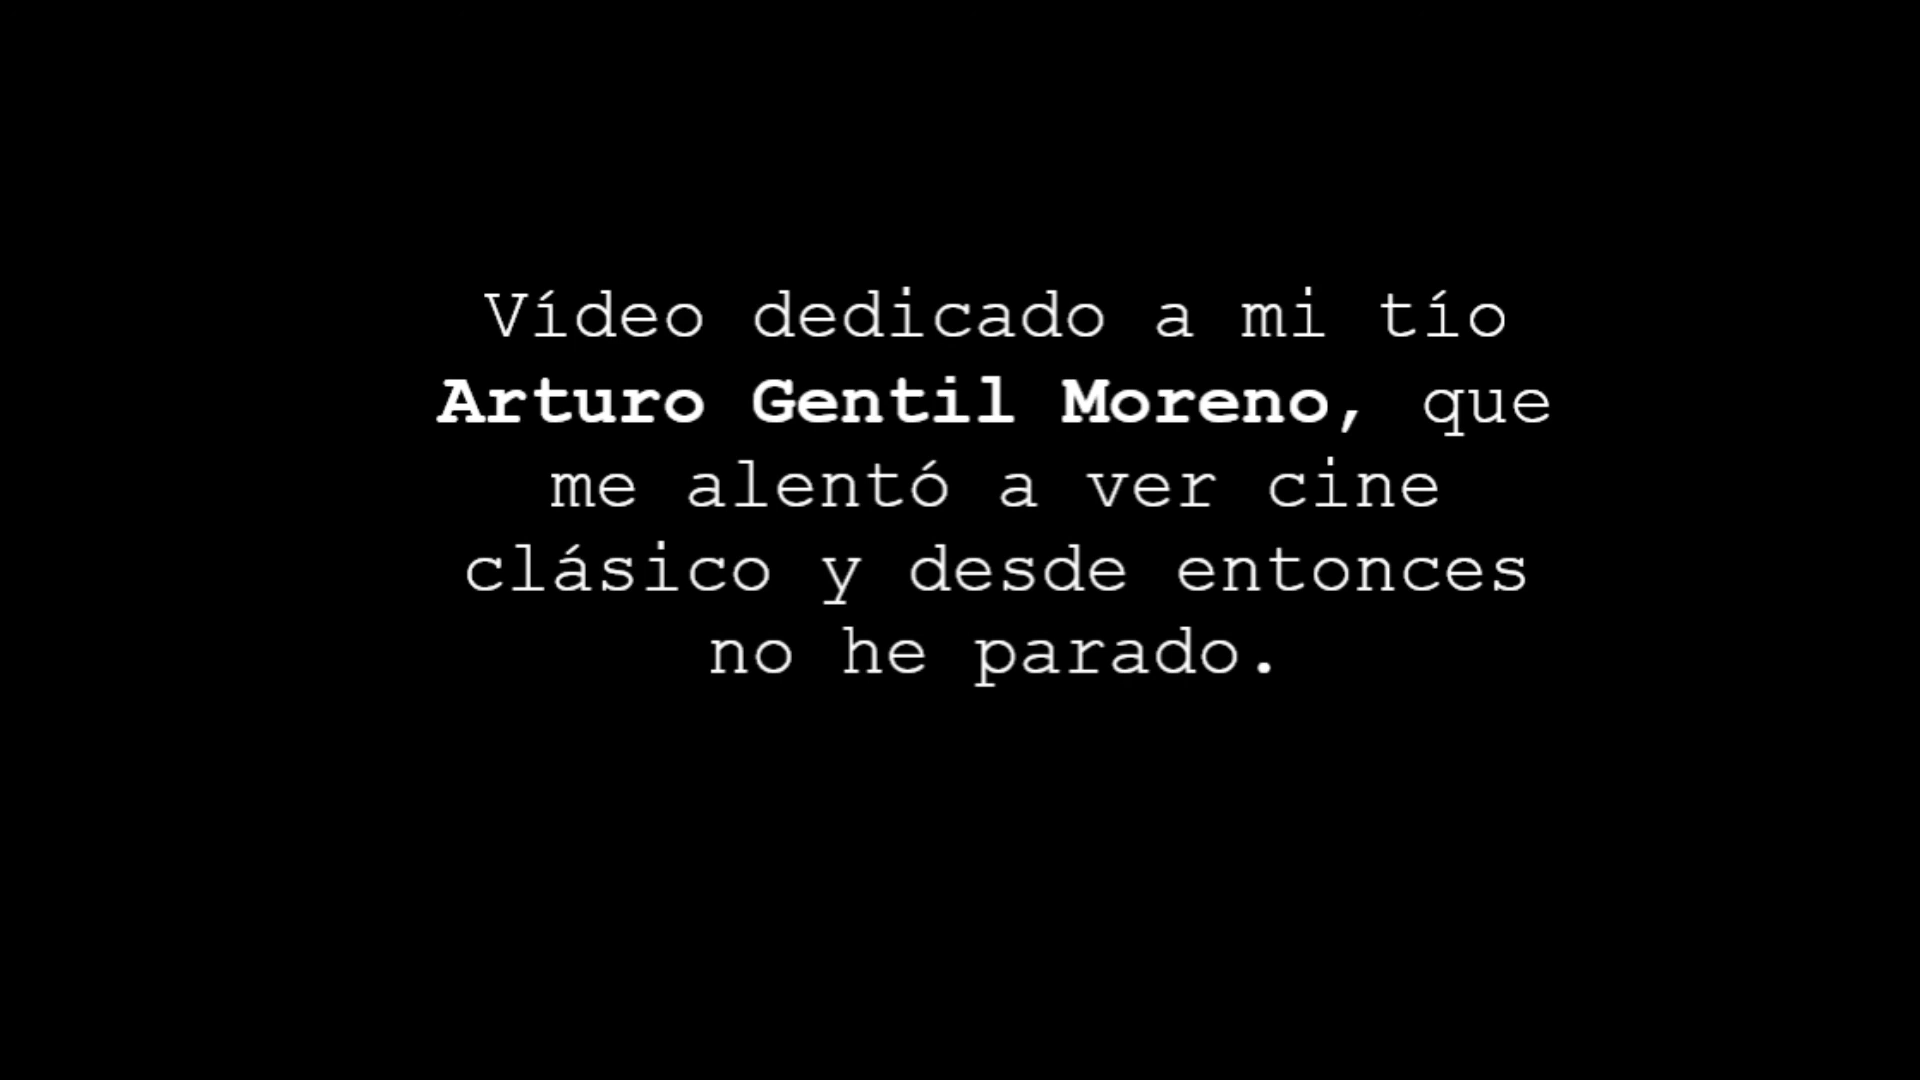 Vídeo dedicado a mi tío
Arturo Gentil Moreno, que
me alentó a ver cine
clásico y desde entonces
no he parado.